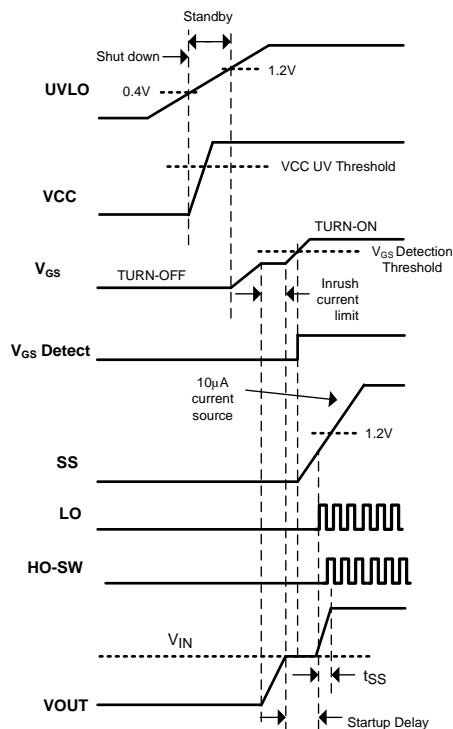 Standby
Shut down
1.2V
UVLO
0.4V
VCC UV Threshold
VCC
TURN-ON
VGS Detection
Threshold
VGS
TURN-OFF
Inrush
current
limit
VGS Detect
10μA
current
source
1.2V
SS
LO
HO-SW
VIN
tSS
VOUT
Startup Delay